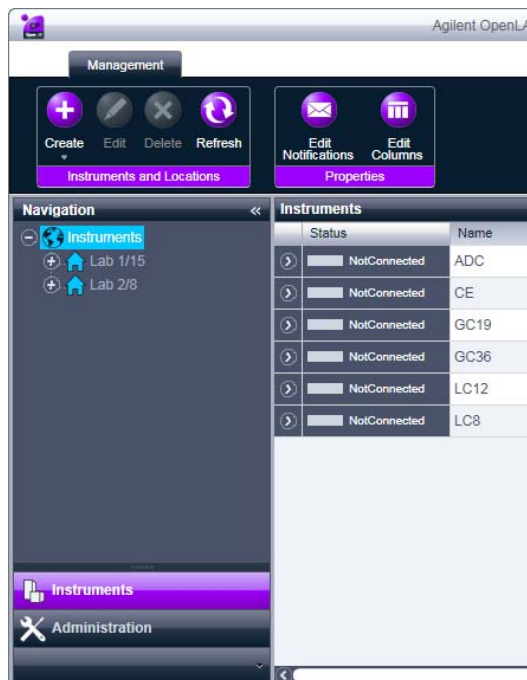 Agilent OpenLA
Management
Create Edit Delete Refresh
Instruments and Locations
Edit Notifications
Edit Columns
Properties
Navigation
Instruments
Lab 1/15
Lab 2/8
Instruments
Administration
Instruments
Status Name
NotConnected ADC
NotConnected CE
NotConnected GC19
NotConnected GC36
NotConnected LC12
NotConnected LC8